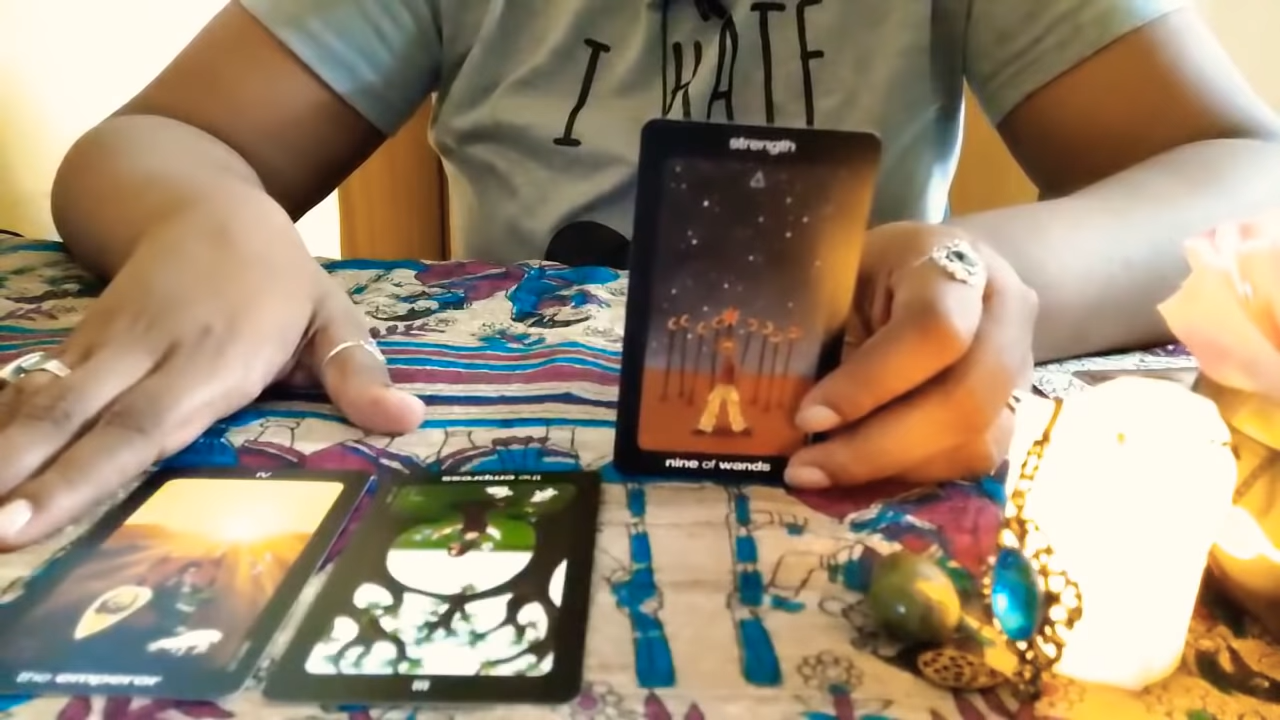 I HATE
strength
nine of wands
IV
the emperor
the empress
III